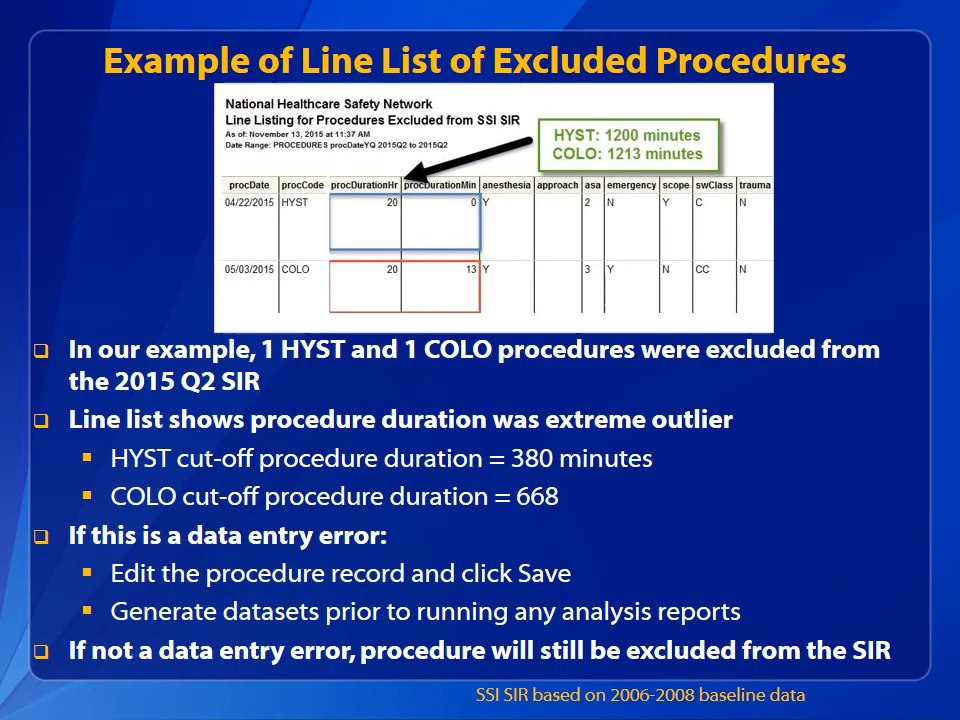 Example of Line List of Excluded Procedures
National Healthcare Safety Network
Line Listing for Procedures Excluded from SSI SIR
As of: November 13, 2015 at 11:37 AM
Date Range: PROCEDURES procDateYQ 2015Q2 to 2015Q2
HYST: 1200 minutes
COLO: 1213 minutes
procDate procCode procDurationHr procDurationMin anesthesia approach asa emergency scope swClass trauma
04/22/2015 HYST 20 0 Y 2 N Y C N
05/03/2015 COLO 20 13 Y 3 Y N CC N
In our example, 1 HYST and 1 COLO procedures were excluded from
the 2015 Q2 SIR
Line list shows procedure duration was extreme outlier
HYST cut-off procedure duration = 380 minutes
COLO cut-off procedure duration = 668
If this is a data entry error:
Edit the procedure record and click Save
Generate datasets prior to running any analysis reports
If not a data entry error, procedure will still be excluded from the SIR
SSI SIR based on 2006-2008 baseline data